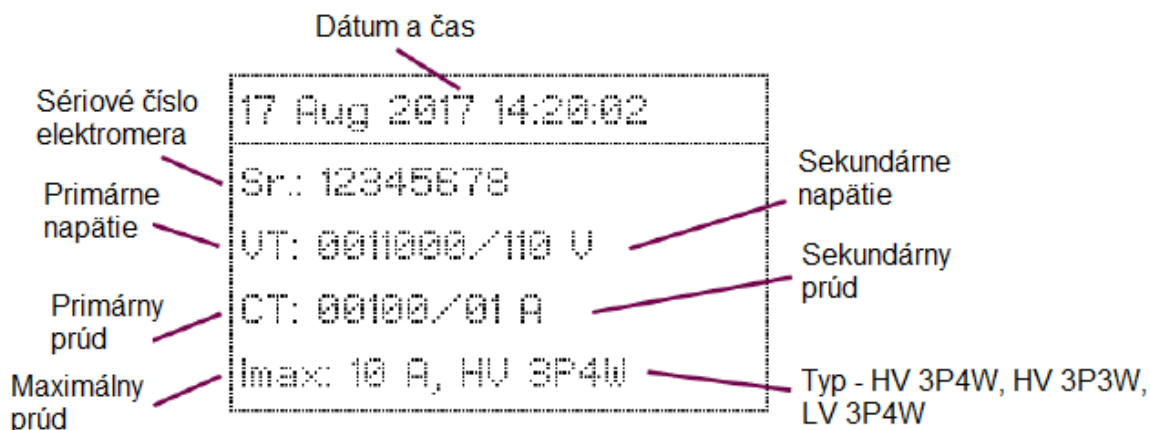 Dátum a čas
17 Aug 2017 14:20:02
Sériové číslo
elektromera
Sr.: 12345678
Primárne
napätie
VT: 0011000/110 V
Sekundárne
napätie
Primárny
prúd
CT: 00100/01 A
Sekundárny
prúd
Maximálny
prúd
Imax: 10 A, HV 3P4W
Typ - HV 3P4W, HV 3P3W,
LV 3P4W